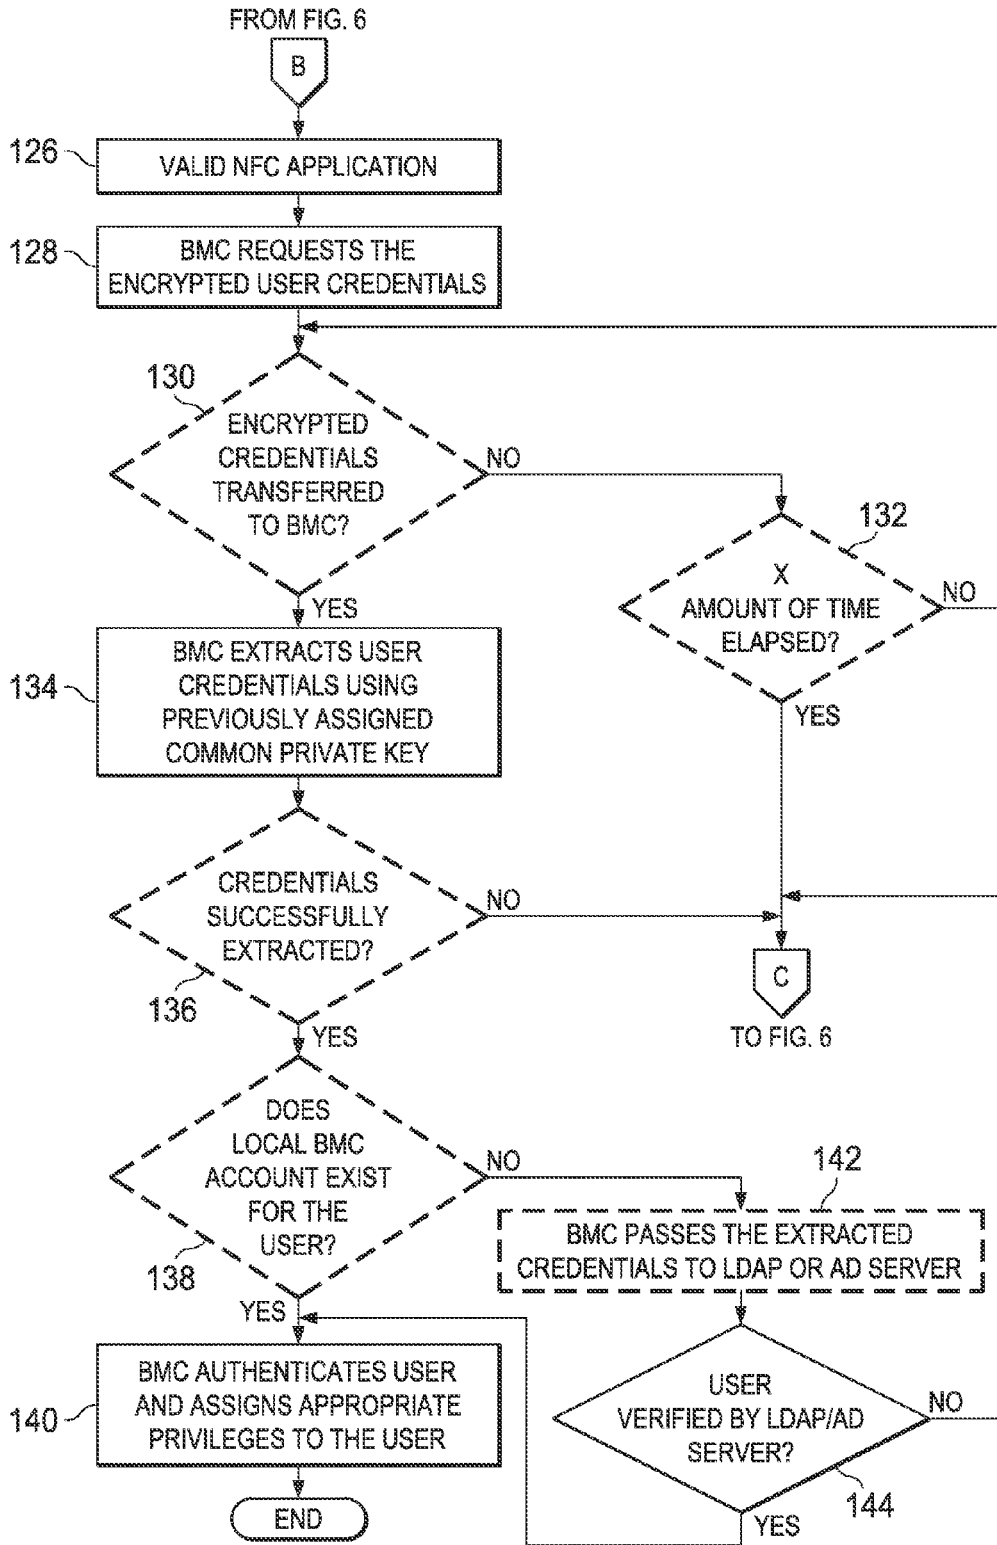 FROM FIG. 6
B
126
VALID NFC APPLICATION
128
BMC REQUESTS THE
ENCRYPTED USER CREDENTIALS
130
ENCRYPTED
CREDENTIALS
TRANSFERRED
TO BMC?
NO
YES
132
X
AMOUNT OF TIME
ELAPSED?
NO
YES
134
BMC EXTRACTS USER
CREDENTIALS USING
PREVIOUSLY ASSIGNED
COMMON PRIVATE KEY
CREDENTIALS
SUCCESSFULLY
EXTRACTED?
NO
136
YES
C
TO FIG. 6
DOES
LOCAL BMC
ACCOUNT EXIST
FOR THE
USER?
NO
138
YES
142
BMC PASSES THE EXTRACTED
CREDENTIALS TO LDAP OR AD SERVER
140
BMC AUTHENTICATES USER
AND ASSIGNS APPROPRIATE
PRIVILEGES TO THE USER
USER
VERIFIED BY LDAP/AD
SERVER?
NO
144
YES
END